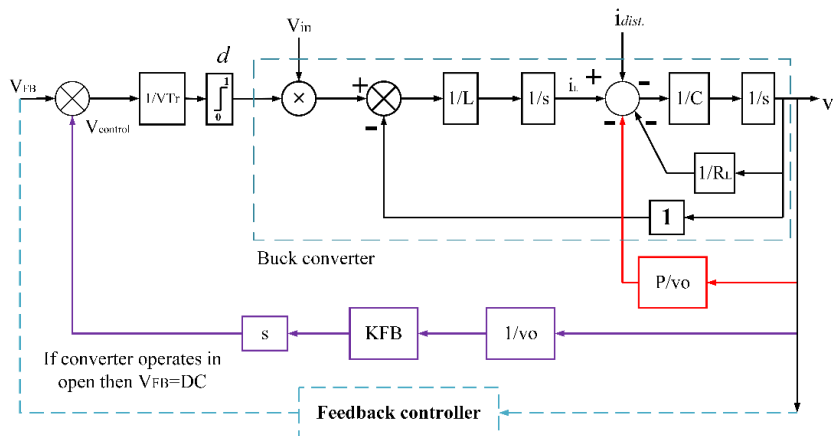 idist.
Vin
d
VFB
Vcontrol
1/VTr
1
0
×
+
-
1/L
1/s
iL
+
-
-
-
1/C
1/s
v
1/RL
1
Buck converter
P/vo
s
KFB
1/vo
If converter operates in
open then VFB=DC
Feedback controller